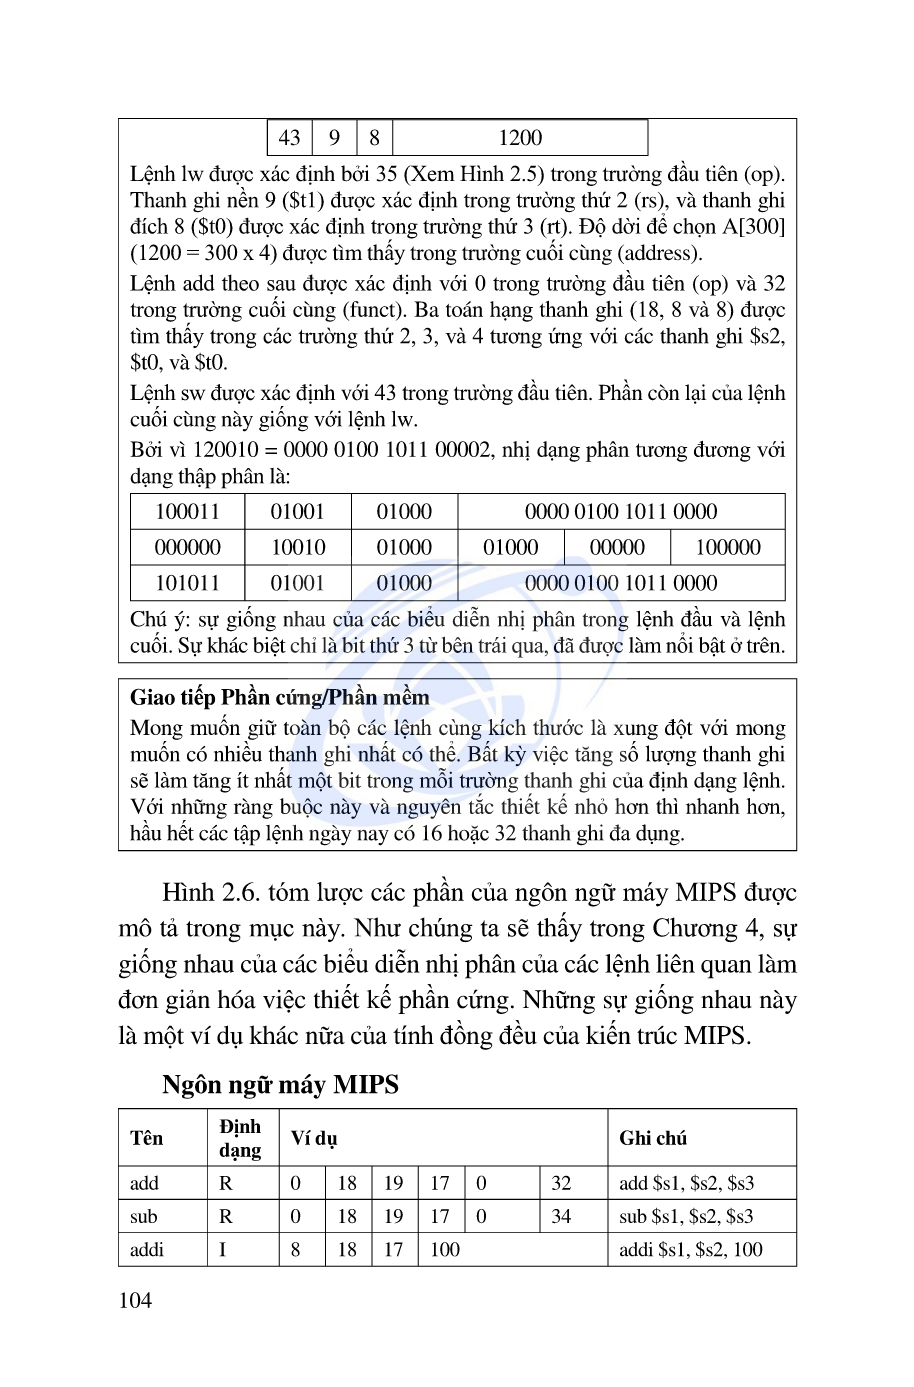 43 9 8 1200
Lệnh lw được xác định bởi 35 (Xem Hình 2.5) trong trường đầu tiên (op).
Thanh ghi nền 9 ($t1) được xác định trong trường thứ 2 (rs), và thanh ghi
đích 8 ($t0) được xác định trong trường thứ 3 (rt). Độ dời để chọn A[300]
(1200 = 300 x 4) được tìm thấy trong trường cuối cùng (address).
Lệnh add theo sau được xác định với 0 trong trường đầu tiên (op) và 32
trong trường cuối cùng (funct). Ba toán hạng thanh ghi (18, 8 và 8) được
tìm thấy trong các trường thứ 2, 3, và 4 tương ứng với các thanh ghi $s2,
$t0, và $t0.
Lệnh sw được xác định với 43 trong trường đầu tiên. Phần còn lại của lệnh
cuối cùng này giống với lệnh lw.
Bởi vì 120010 = 0000 0100 1011 00002, nhị dạng phân tương đương với
dạng thập phân là:
100011 01001 01000 0000 0100 1011 0000
000000 10010 01000 01000 00000 100000
101011 01001 01000 0000 0100 1011 0000
Chú ý: sự giống nhau của các biểu diễn nhị phân trong lệnh đầu và lệnh
cuối. Sự khác biệt chỉ là bit thứ 3 từ bên trái qua, đã được làm nổi bật ở trên.
Giao tiếp Phần cứng/Phần mềm
Mong muốn giữ toàn bộ các lệnh cùng kích thước là xung đột với mong
muốn có nhiều thanh ghi nhất có thể. Bất kỳ việc tăng số lượng thanh ghi
sẽ làm tăng ít nhất một bit trong mỗi trường thanh ghi của định dạng lệnh.
Với những ràng buộc này và nguyên tắc thiết kế nhỏ hơn thì nhanh hơn,
hầu hết các tập lệnh ngày nay có 16 hoặc 32 thanh ghi đa dụng.
Hình 2.6. tóm lược các phần của ngôn ngữ máy MIPS được
mô tả trong mục này. Như chúng ta sẽ thấy trong Chương 4, sự
giống nhau của các biểu diễn nhị phân của các lệnh liên quan làm
đơn giản hóa việc thiết kế phần cứng. Những sự giống nhau này
là một ví dụ khác nữa của tính đồng đều của kiến trúc MIPS.
Ngôn ngữ máy MIPS
Tên Định dạng Ví dụ Ghi chú
add R 0 18 19 17 0 32 add $s1, $s2, $s3
sub R 0 18 19 17 0 34 sub $s1, $s2, $s3
addi I 8 18 17 100 addi $s1, $s2, 100
104